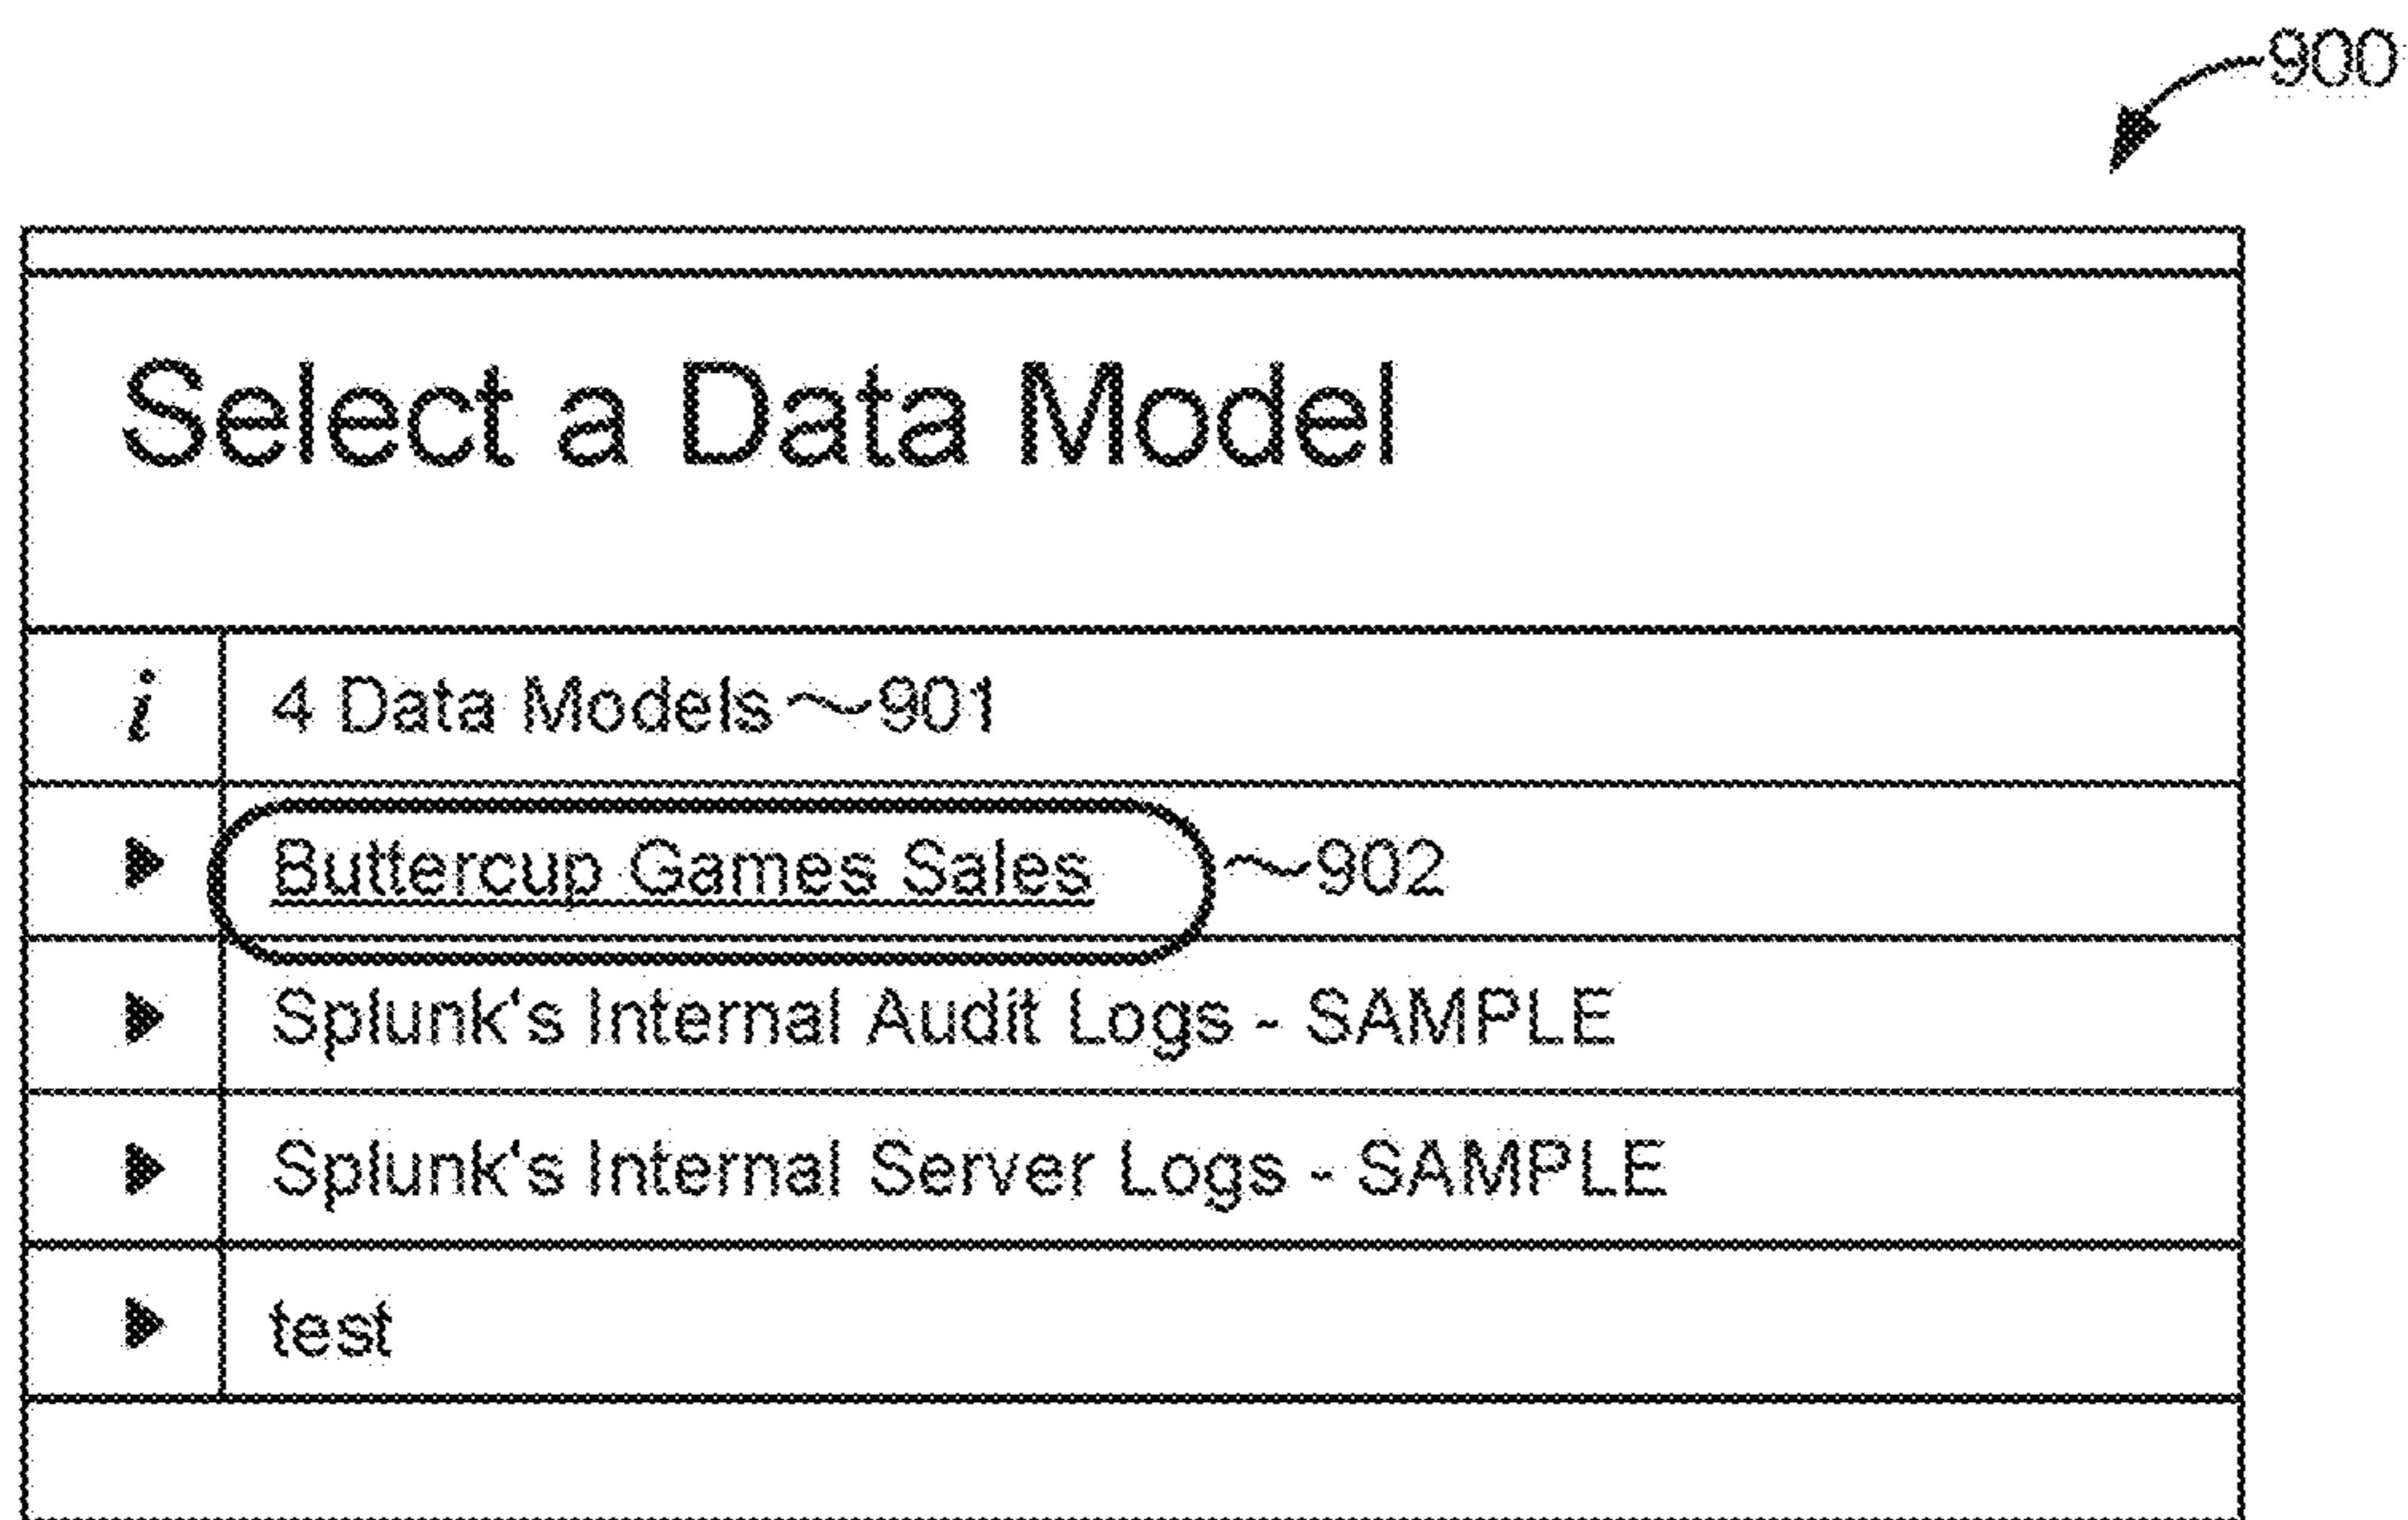 900
Select a Data Model
i 4 Data Models 901
Buttercup Games Sales 902
Splunk's Internal Audit Logs - SAMPLE
Splunk's Internal Server Logs - SAMPLE
test